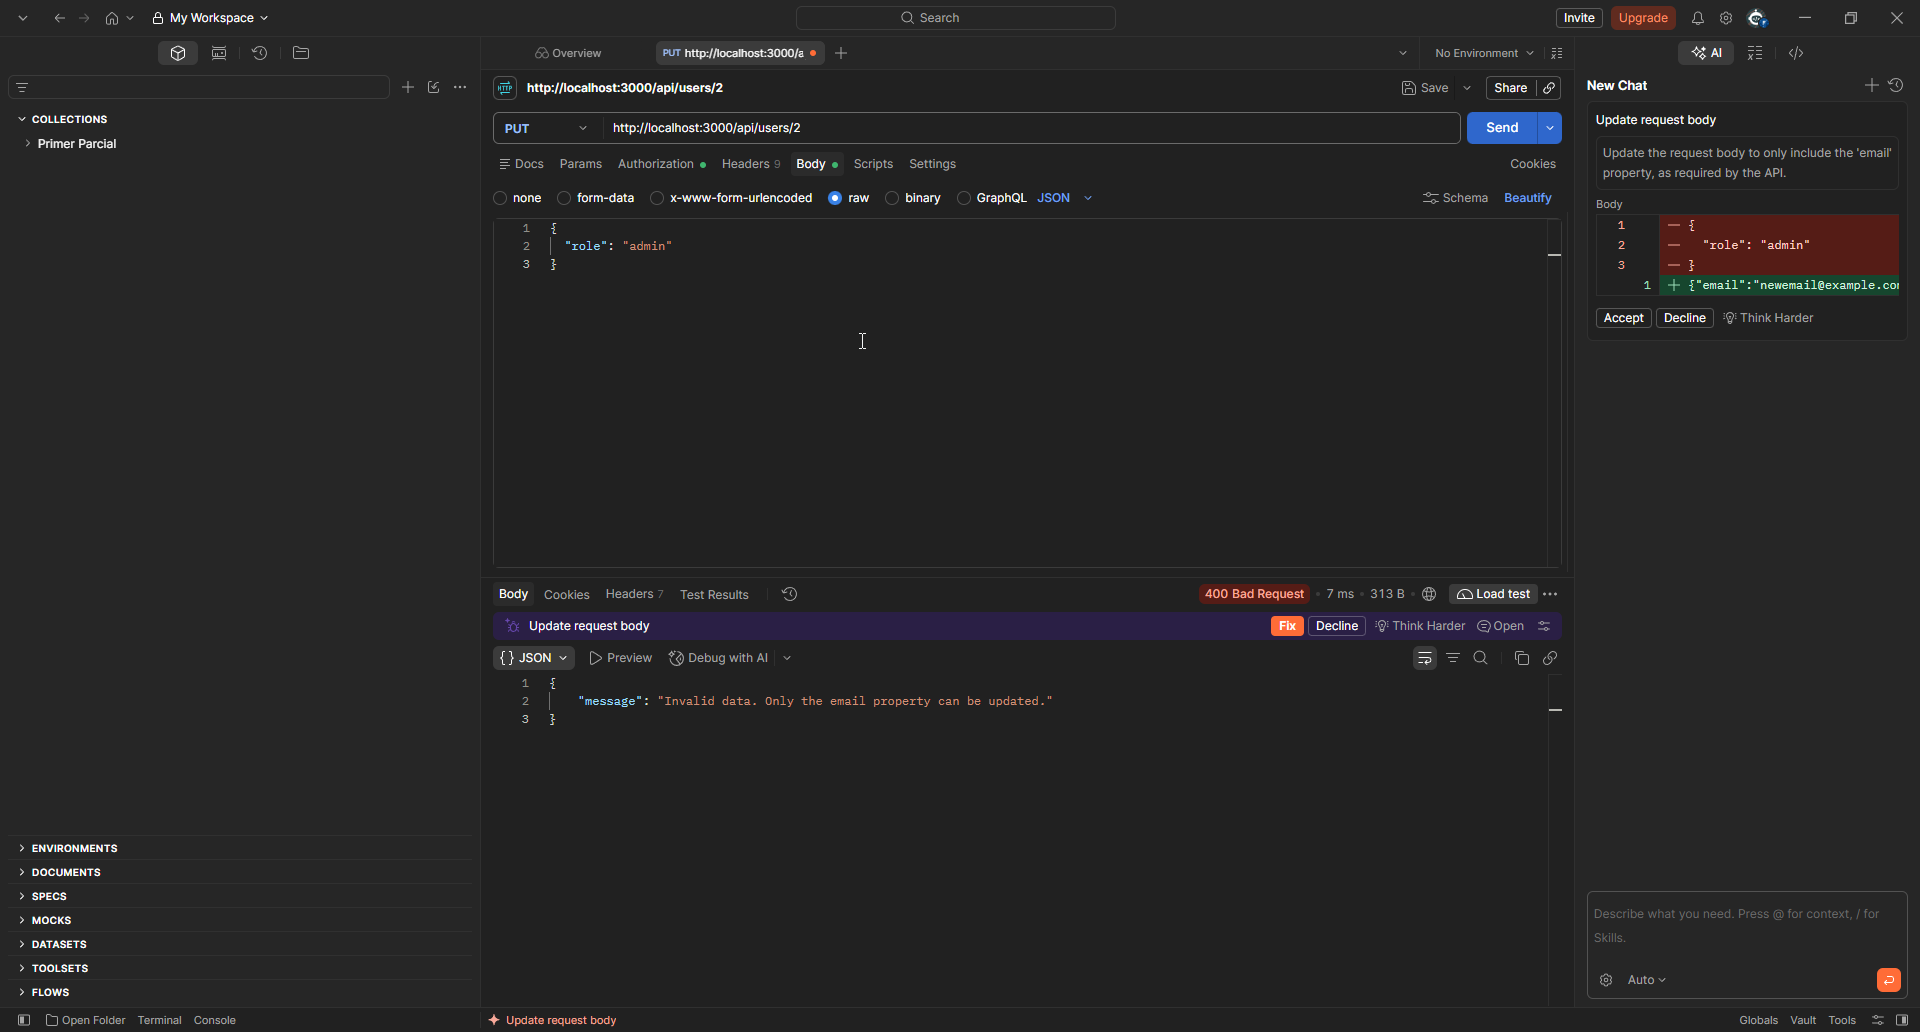 My Workspace
Search
Invite
Upgrade
Overview
PUT http://localhost:3000/a
No Environment
AI
http://localhost:3000/api/users/2
Save
Share
New Chat
COLLECTIONS
Primer Parcial
PUT
http://localhost:3000/api/users/2
Send
Update request body
Docs
Params
Authorization
Headers 9
Body
Scripts
Settings
Cookies
Update the request body to only include the 'email'
property, as required by the API.
none
form-data
x-www-form-urlencoded
raw
binary
GraphQL
JSON
Schema
Beautify
Body
1 {
2 "role": "admin"
3 }
1 — {
2 — "role": "admin"
3 — }
1 + {"email":"newemail@example.com
Accept
Decline
Think Harder
Body
Cookies
Headers 7
Test Results
400 Bad Request
7 ms
313 B
Load test
Update request body
Fix
Decline
Think Harder
Open
{} JSON
Preview
Debug with AI
1 {
2 "message": "Invalid data. Only the email property can be updated."
3 }
ENVIRONMENTS
DOCUMENTS
SPECS
MOCKS
DATASETS
TOOLSETS
FLOWS
Describe what you need. Press @ for context, / for
Skills.
Auto
Open Folder
Terminal
Console
Update request body
Globals
Vault
Tools